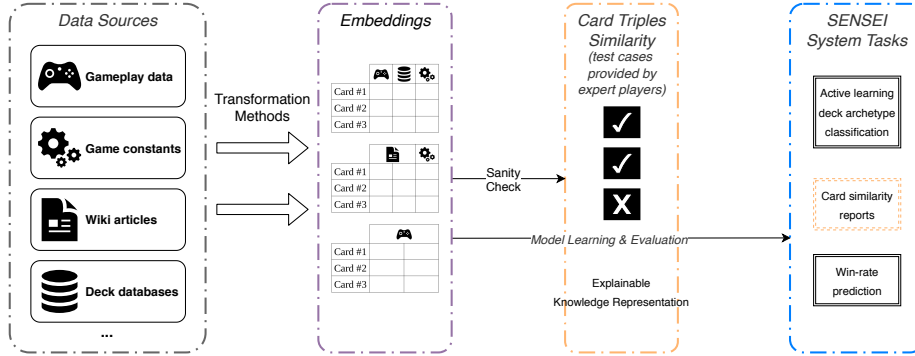 Data Sources
Gameplay data
Game constants
Wiki articles
Deck databases
...
Transformation
Methods
Embeddings
Card #1
Card #2
Card #3
Card #1
Card #2
Card #3
Card #1
Card #2
Card #3
Sanity
Check
Card Triples
Similarity
(test cases
provided by
expert players)
✓
✓
X
Model Learning & Evaluation
Explainable
Knowledge Representation
SENSEI
System Tasks
Active learning
deck archetype
classification
Card similarity
reports
Win-rate
prediction